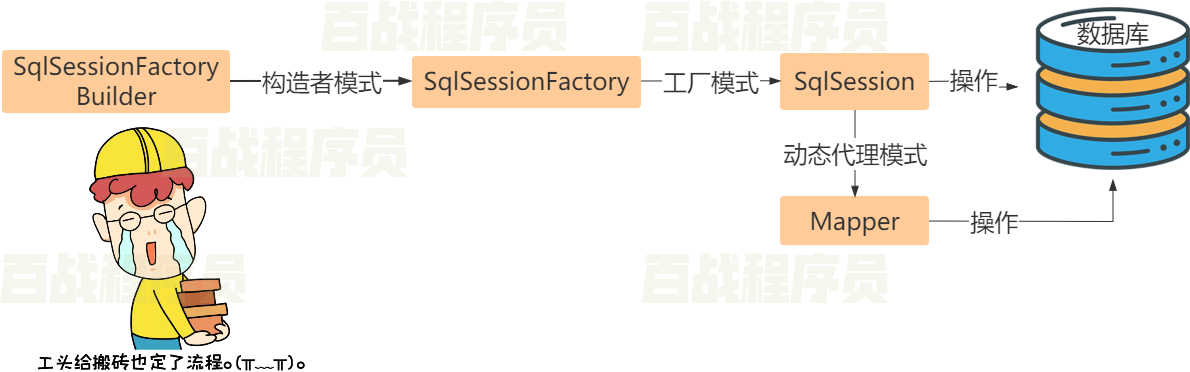 百战程序员 百战程序员
数据库
SqlSessionFactory
Builder
构造者模式
SqlSessionFactory
工厂模式
SqlSession
操作
百战程序员
动态代理模式
Mapper
操作
百战程序员 百战程序员
工头给搬砖也定了流程。(╥﹏╥)。